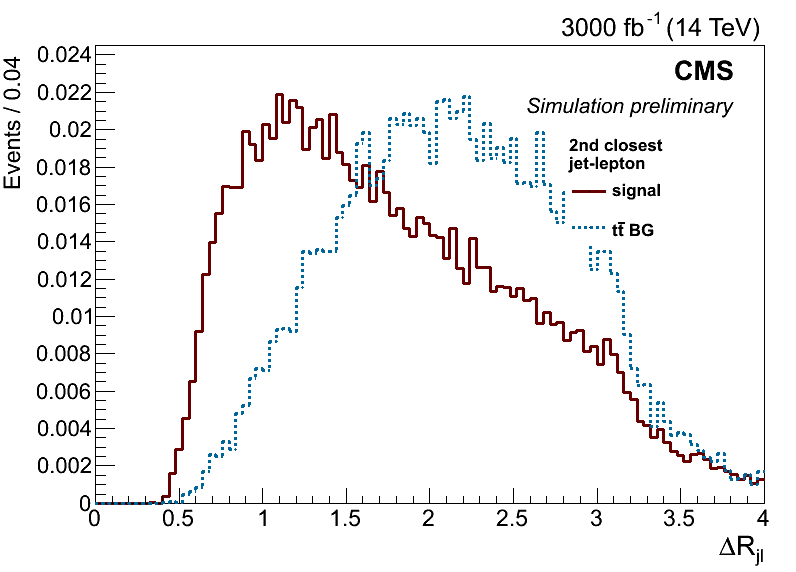 3000 fb⁻¹ (14 TeV)
Events / 0.04
0.024
0.022
0.02
0.018
0.016
0.014
0.012
0.01
0.008
0.006
0.004
0.002
0
CMS
Simulation preliminary
2nd closest
jet-lepton
signal
tt̄ BG
0 0.5 1 1.5 2 2.5 3 3.5 4
ΔR_jl